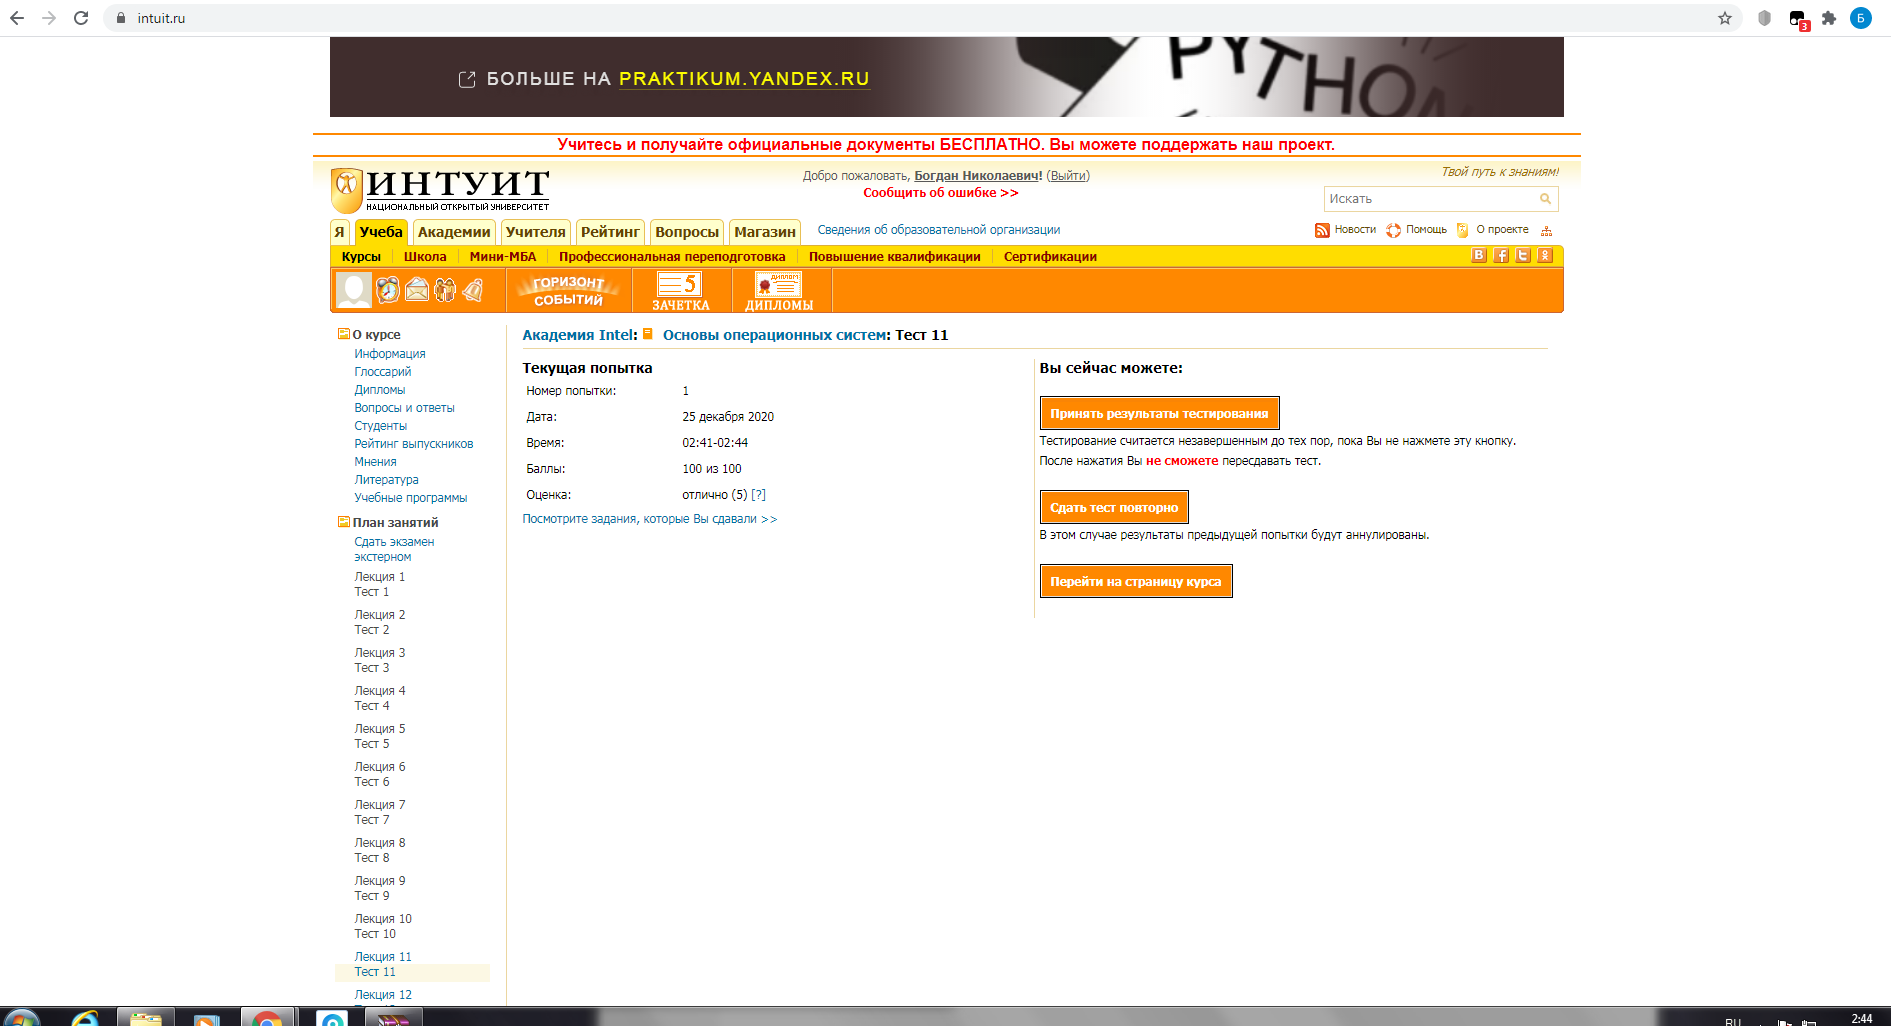 intuit.ru
3
Б
БОЛЬШЕ НА PRAKTIKUM.YANDEX.RU
PYTHON
Учитесь и получайте официальные документы БЕСПЛАТНО. Вы можете поддержать наш проект.
ИНТУИТ
НАЦИОНАЛЬНЫЙ ОТКРЫТЫЙ УНИВЕРСИТЕТ
Добро пожаловать, Богдан Николаевич! (Выйти)
Сообщить об ошибке >>
Твой путь к знаниям!
Искать
Я Учеба Академии Учителя Рейтинг Вопросы Магазин Сведения об образовательной организации Новости Помощь О проекте
Курсы Школа Мини-МБА Профессиональная переподготовка Повышение квалификации Сертификации
ГОРИЗОНТ СОБЫТИЙ
5 ЗАЧЕТКА
ДИПЛОМ ДИПЛОМЫ
О курсе
Информация
Глоссарий
Дипломы
Вопросы и ответы
Студенты
Рейтинг выпускников
Мнения
Литература
Учебные программы
План занятий
Сдать экзамен
экстерном
Лекция 1
Тест 1
Лекция 2
Тест 2
Лекция 3
Тест 3
Лекция 4
Тест 4
Лекция 5
Тест 5
Лекция 6
Тест 6
Лекция 7
Тест 7
Лекция 8
Тест 8
Лекция 9
Тест 9
Лекция 10
Тест 10
Лекция 11
Тест 11
Лекция 12
Академия Intel: Основы операционных систем: Тест 11
Текущая попытка
Номер попытки: 1
Дата: 25 декабря 2020
Время: 02:41-02:44
Баллы: 100 из 100
Оценка: отлично (5) [?]
Посмотрите задания, которые Вы сдавали >>
Вы сейчас можете:
Принять результаты тестирования
Тестирование считается незавершенным до тех пор, пока Вы не нажмете эту кнопку.
После нажатия Вы не сможете пересдавать тест.
Сдать тест повторно
В этом случае результаты предыдущей попытки будут аннулированы.
Перейти на страницу курса
RU
2:44